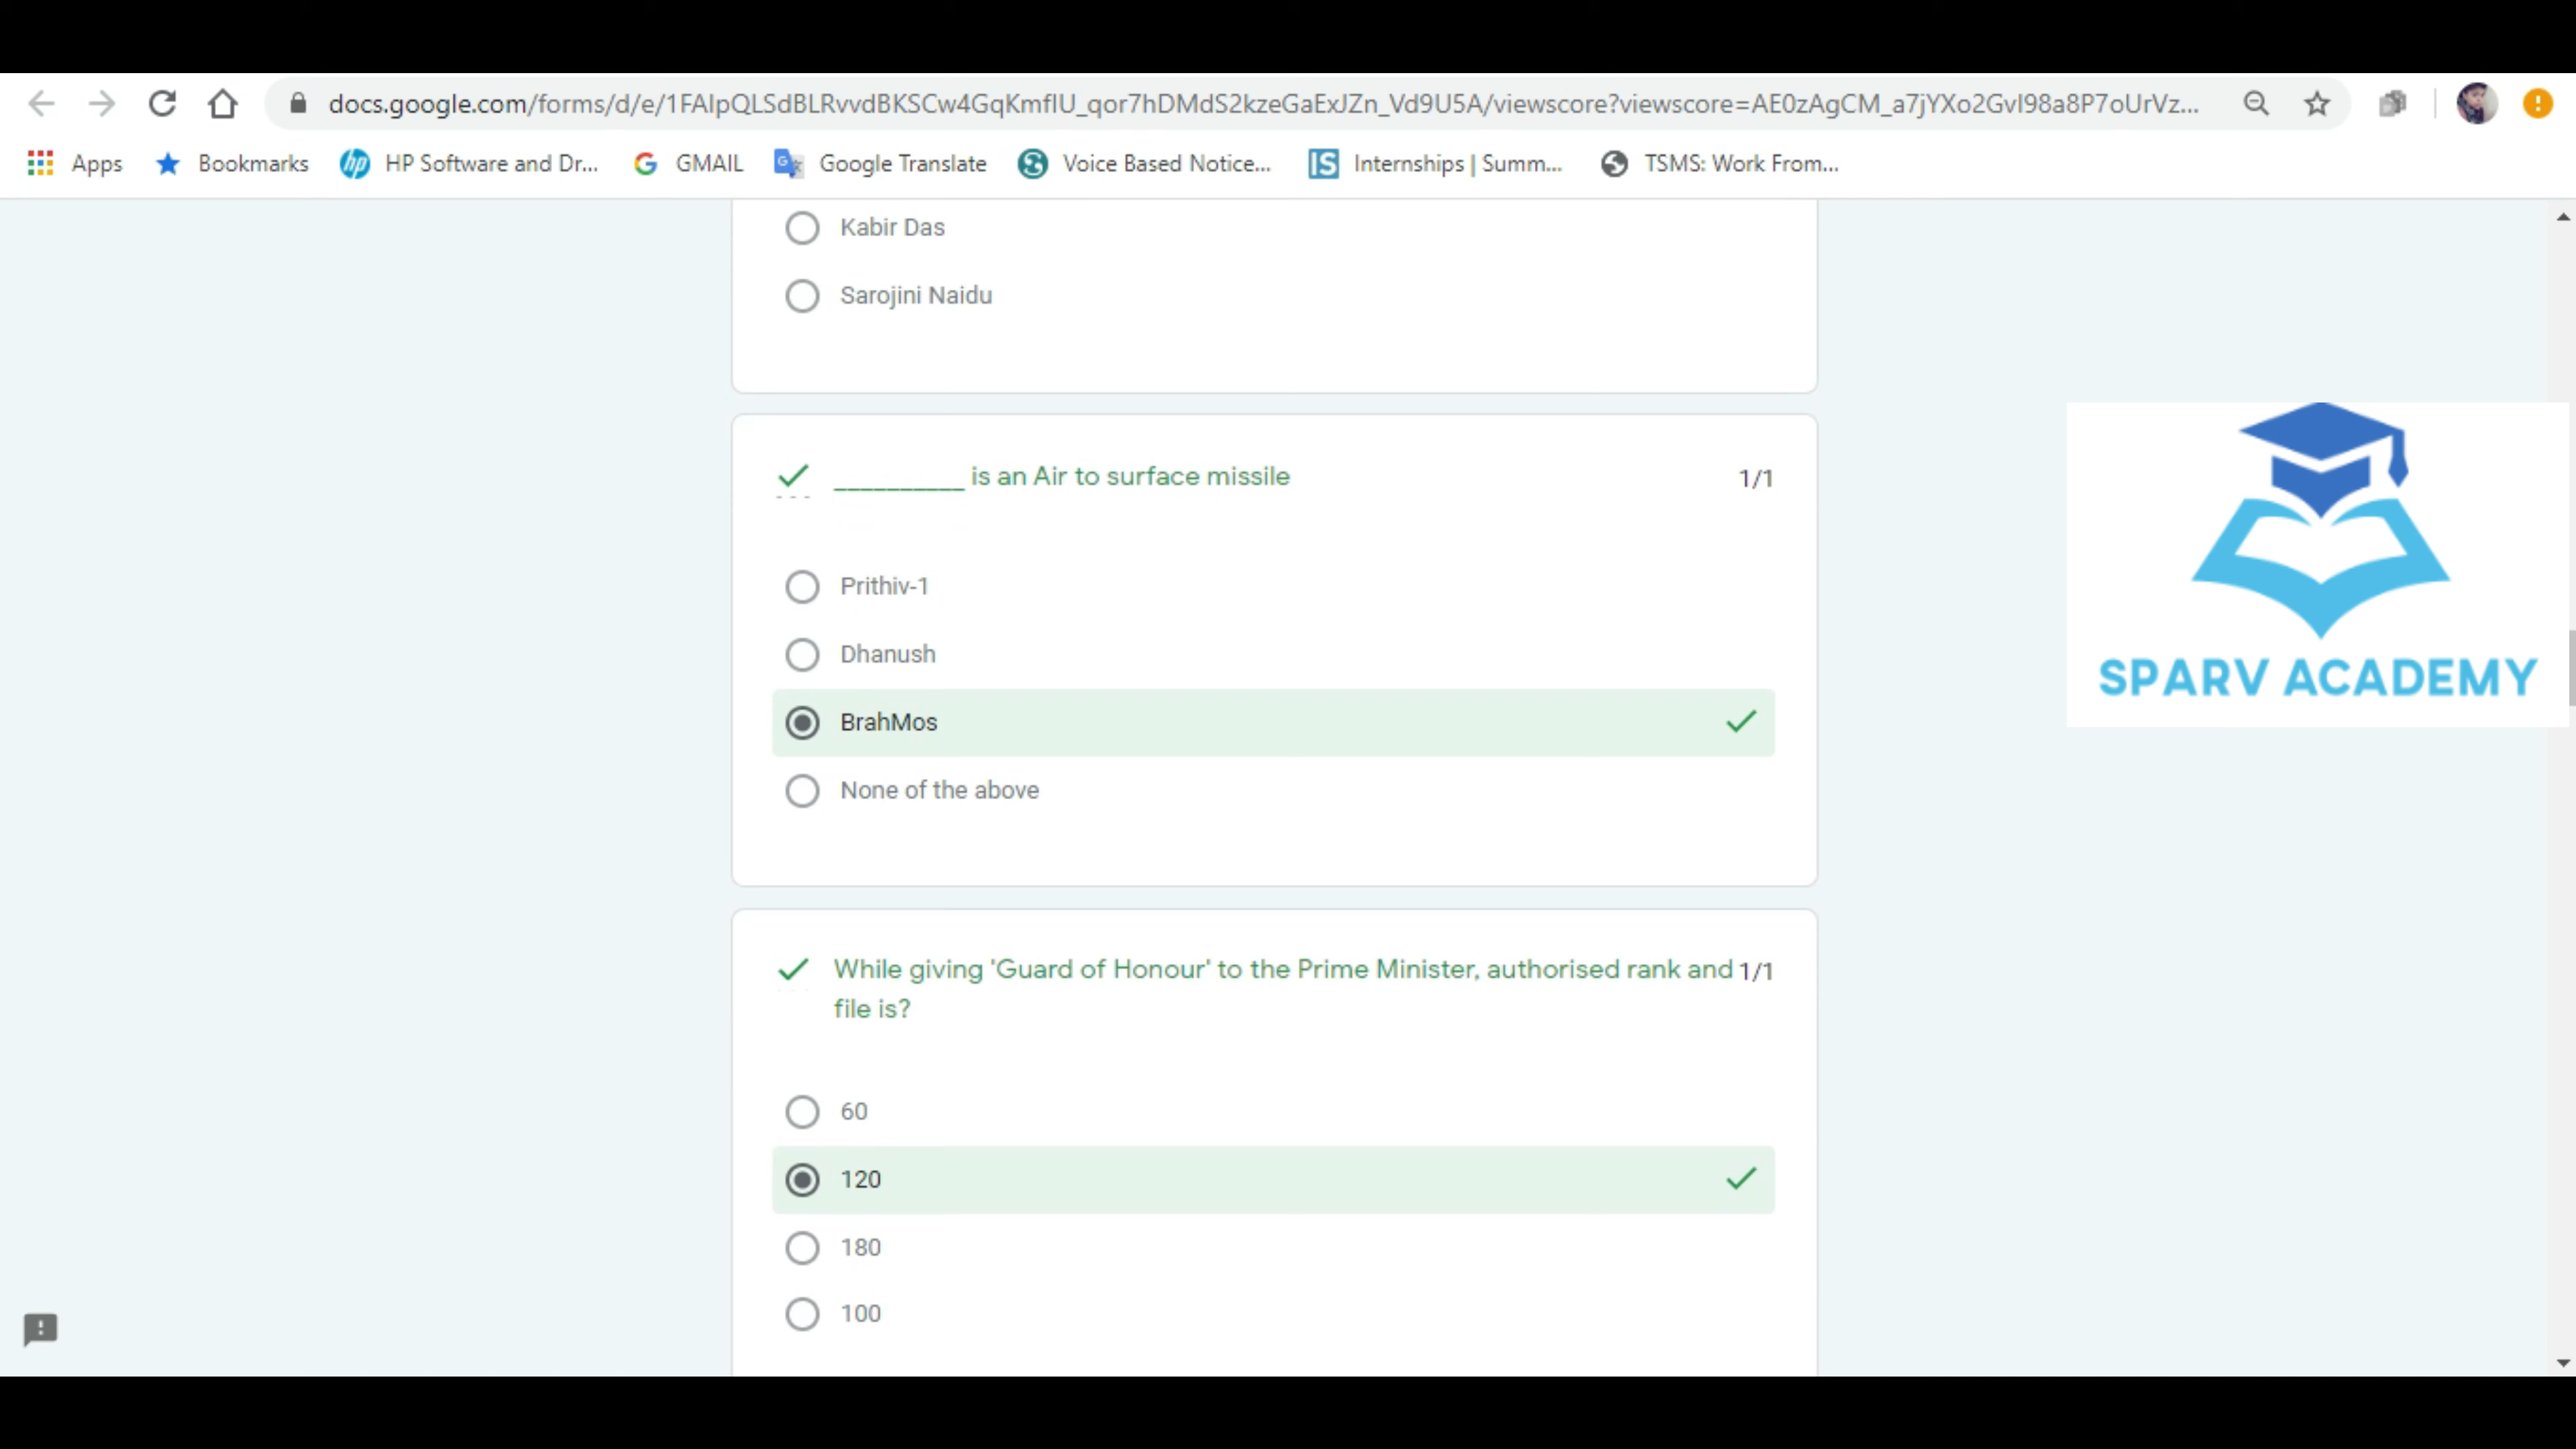 docs.google.com/forms/d/e/1FAIpQLSdBLRvvdBKSCw4GqKmfIU_qor7hDMdS2kzeGaExJZn_Vd9U5A/viewscore?viewscore=AE0zAgCM_a7jYXo2GvI98a8P7oUrVz...
Apps Bookmarks HP Software and Dr... GMAIL Google Translate Voice Based Notice... Internships | Summ... TSMS: Work From...
Kabir Das
Sarojini Naidu
__________ is an Air to surface missile 1/1
Prithiv-1
Dhanush
BrahMos
None of the above
While giving 'Guard of Honour' to the Prime Minister, authorised rank and 1/1
file is?
60
120
180
100
SPARV ACADEMY